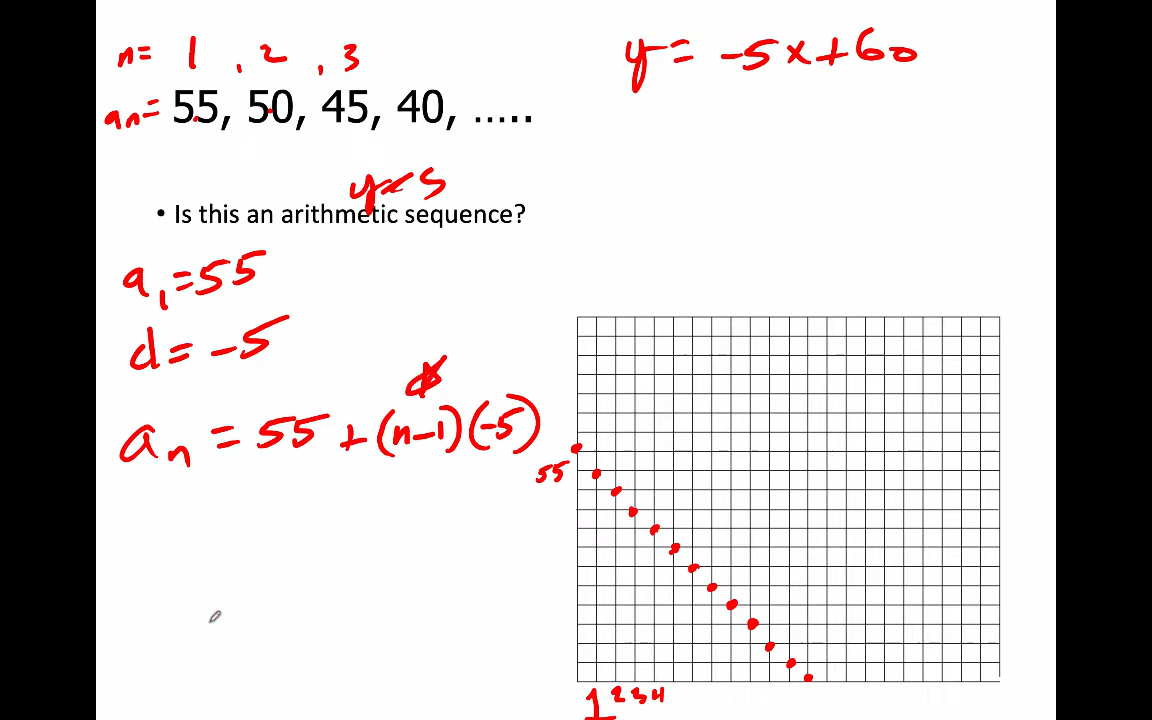 n= 1 , 2 , 3
y = -5x+60
an= 55, 50, 45, 40, .....
• Is this an arithmetic sequence?
a1 = 55
d = -5
an = 55 + (n-1)(-5)
55
1 2 3 4